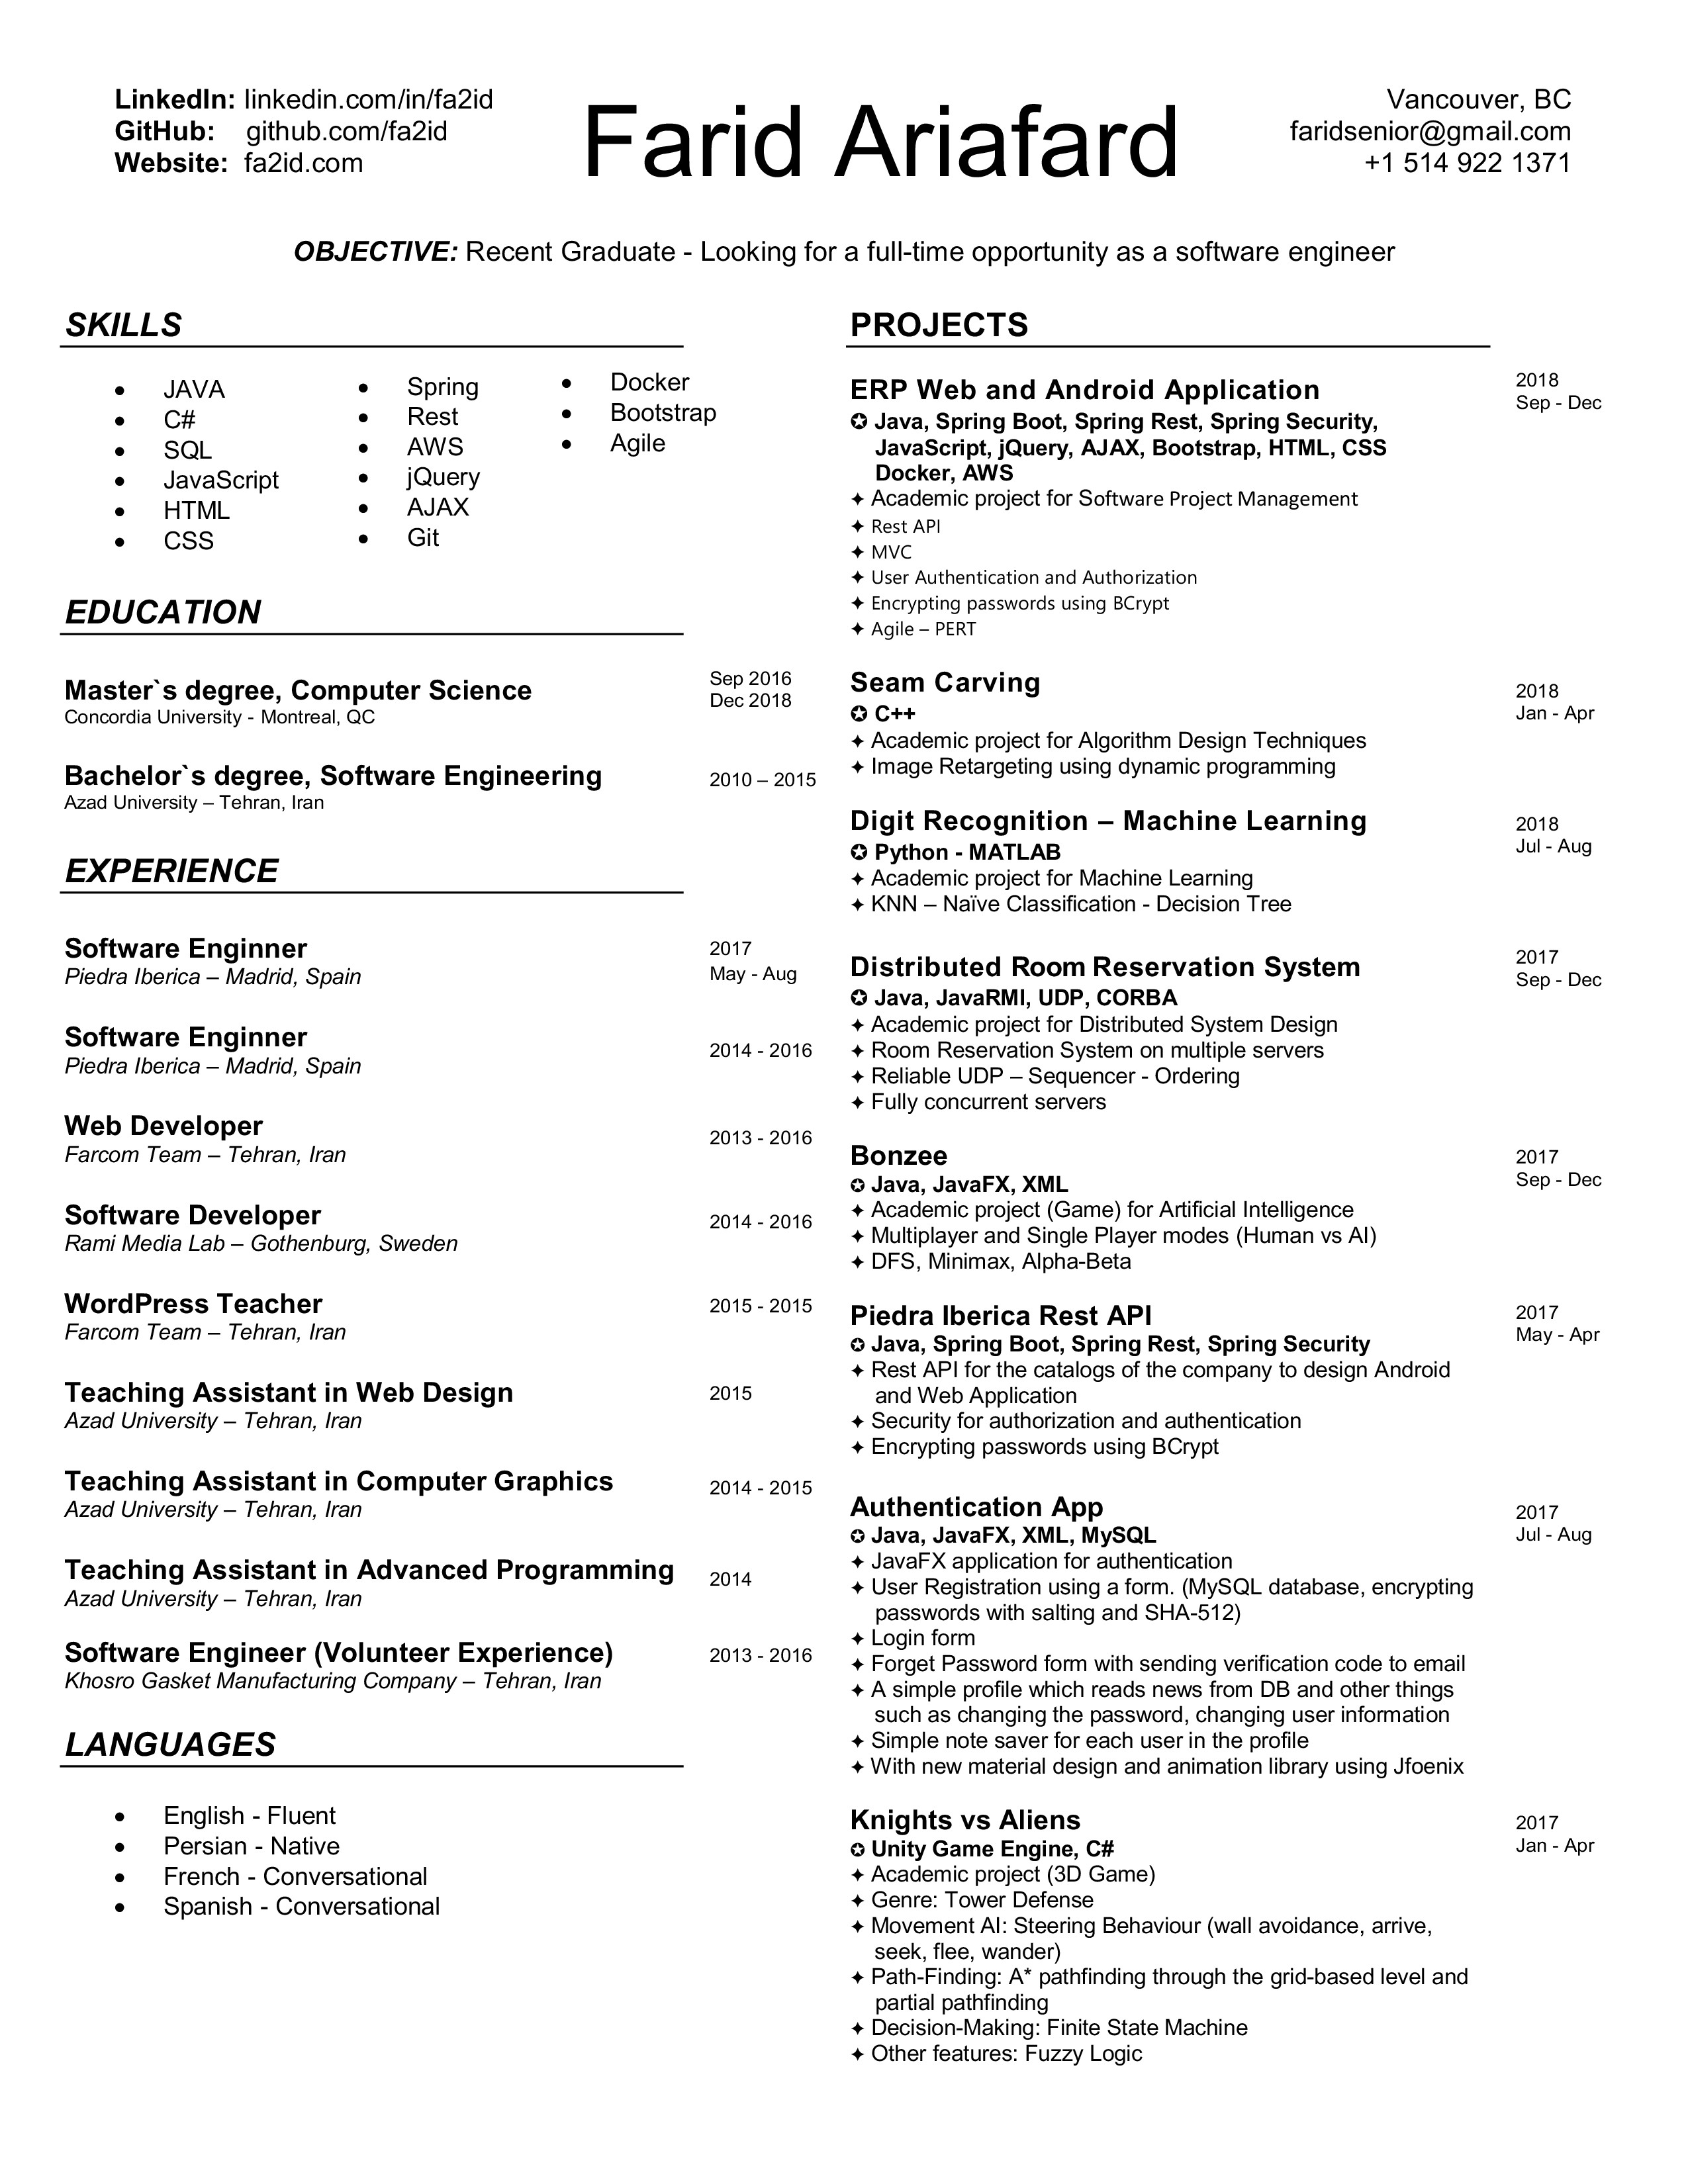 LinkedIn: linkedin.com/in/fa2id
GitHub: github.com/fa2id
Website: fa2id.com
Farid Ariafard
Vancouver, BC
faridsenior@gmail.com
+1 514 922 1371
OBJECTIVE: Recent Graduate - Looking for a full-time opportunity as a software engineer
SKILLS
• JAVA
• C#
• SQL
• JavaScript
• HTML
• CSS
• Spring
• Rest
• AWS
• jQuery
• AJAX
• Git
• Docker
• Bootstrap
• Agile
EDUCATION
Master`s degree, Computer Science
Concordia University - Montreal, QC
Sep 2016
Dec 2018
Bachelor`s degree, Software Engineering
Azad University – Tehran, Iran
2010 – 2015
EXPERIENCE
Software Enginner
Piedra Iberica – Madrid, Spain
2017
May - Aug
Software Enginner
Piedra Iberica – Madrid, Spain
2014 - 2016
Web Developer
Farcom Team – Tehran, Iran
2013 - 2016
Software Developer
Rami Media Lab – Gothenburg, Sweden
2014 - 2016
WordPress Teacher
Farcom Team – Tehran, Iran
2015 - 2015
Teaching Assistant in Web Design
Azad University – Tehran, Iran
2015
Teaching Assistant in Computer Graphics
Azad University – Tehran, Iran
2014 - 2015
Teaching Assistant in Advanced Programming
Azad University – Tehran, Iran
2014
Software Engineer (Volunteer Experience)
Khosro Gasket Manufacturing Company – Tehran, Iran
2013 - 2016
LANGUAGES
• English - Fluent
• Persian - Native
• French - Conversational
• Spanish - Conversational
PROJECTS
ERP Web and Android Application
2018
Sep - Dec
✪ Java, Spring Boot, Spring Rest, Spring Security,
JavaScript, jQuery, AJAX, Bootstrap, HTML, CSS
Docker, AWS
✦ Academic project for Software Project Management
✦ Rest API
✦ MVC
✦ User Authentication and Authorization
✦ Encrypting passwords using BCrypt
✦ Agile – PERT
Seam Carving
2018
Jan - Apr
✪ C++
✦ Academic project for Algorithm Design Techniques
✦ Image Retargeting using dynamic programming
Digit Recognition – Machine Learning
2018
Jul - Aug
✪ Python - MATLAB
✦ Academic project for Machine Learning
✦ KNN – Naïve Classification - Decision Tree
Distributed Room Reservation System
2017
Sep - Dec
✪ Java, JavaRMI, UDP, CORBA
✦ Academic project for Distributed System Design
✦ Room Reservation System on multiple servers
✦ Reliable UDP – Sequencer - Ordering
✦ Fully concurrent servers
Bonzee
2017
Sep - Dec
✪ Java, JavaFX, XML
✦ Academic project (Game) for Artificial Intelligence
✦ Multiplayer and Single Player modes (Human vs AI)
✦ DFS, Minimax, Alpha-Beta
Piedra Iberica Rest API
2017
May - Apr
✪ Java, Spring Boot, Spring Rest, Spring Security
✦ Rest API for the catalogs of the company to design Android
and Web Application
✦ Security for authorization and authentication
✦ Encrypting passwords using BCrypt
Authentication App
2017
Jul - Aug
✪ Java, JavaFX, XML, MySQL
✦ JavaFX application for authentication
✦ User Registration using a form. (MySQL database, encrypting
passwords with salting and SHA-512)
✦ Login form
✦ Forget Password form with sending verification code to email
✦ A simple profile which reads news from DB and other things
such as changing the password, changing user information
✦ Simple note saver for each user in the profile
✦ With new material design and animation library using Jfoenix
Knights vs Aliens
2017
Jan - Apr
✪ Unity Game Engine, C#
✦ Academic project (3D Game)
✦ Genre: Tower Defense
✦ Movement AI: Steering Behaviour (wall avoidance, arrive,
seek, flee, wander)
✦ Path-Finding: A* pathfinding through the grid-based level and
partial pathfinding
✦ Decision-Making: Finite State Machine
✦ Other features: Fuzzy Logic